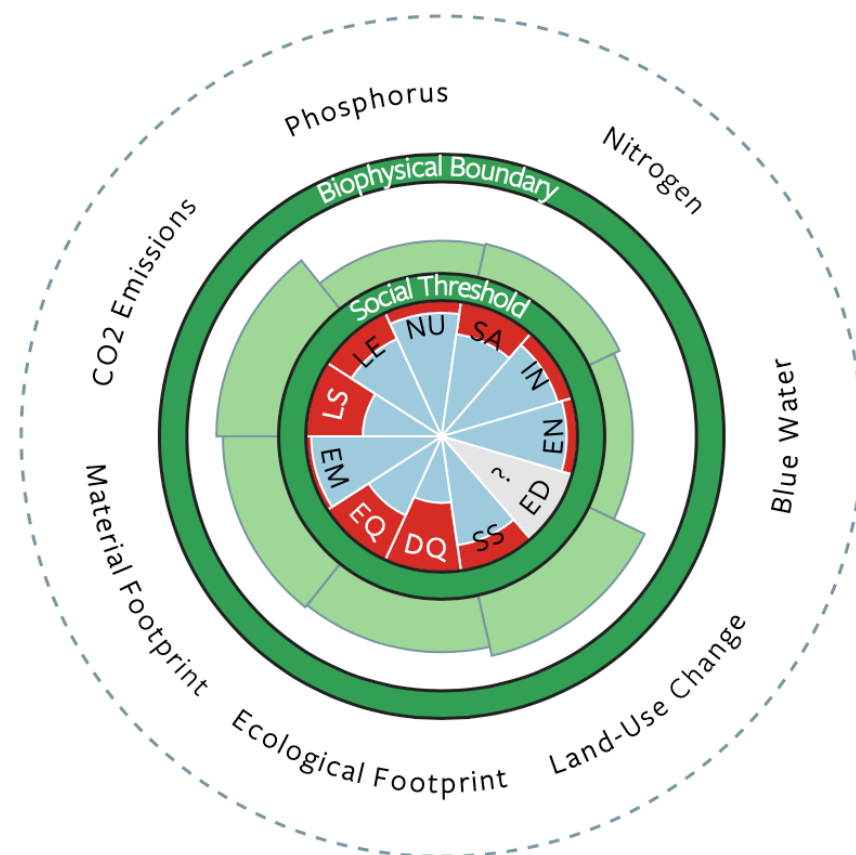 Phosphorus
Nitrogen
Biophysical Boundary
CO2 Emissions
Social Threshold
NU
SA
LE
IN
LS
EN
Blue Water
EM
?
ED
EQ
DQ
SS
Material Footprint
Land-Use Change
Ecological Footprint